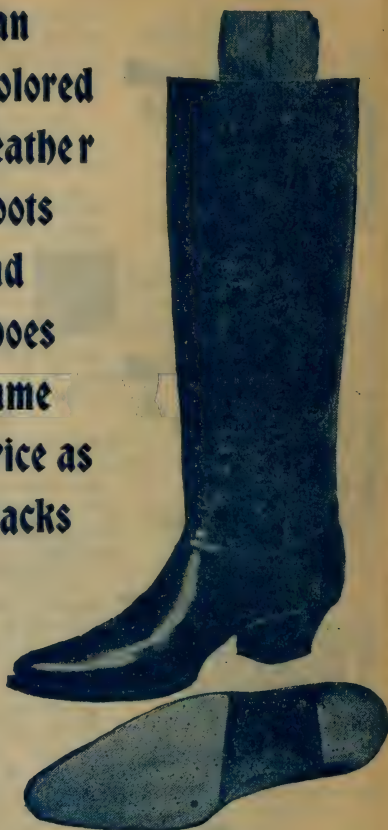 an
olored
eather
oots
nd
oes
ame
rice as
acks